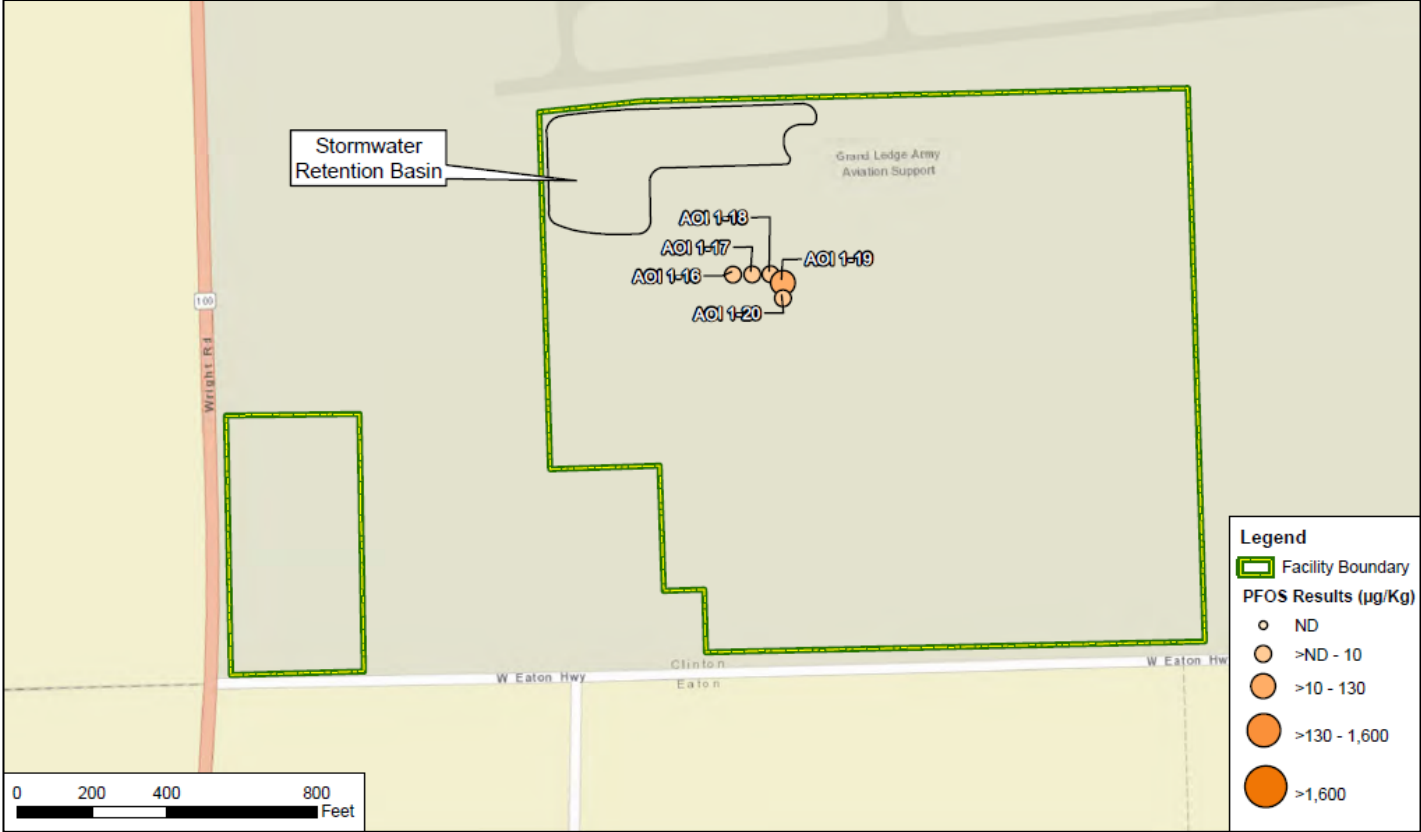 Stormwater
Retention Basin
Grand Ledge Army
Aviation Support
AOI 1-18
AOI 1-17
AOI 1-19
AOI 1-16
AOI 1-20
100
Wright Rd
Legend
Facility Boundary
PFOS Results (µg/Kg)
ND
>ND - 10
>10 - 130
>130 - 1,600
>1,600
Clinton
W Eaton Hw
W Eaton Hwy
Eaton
0 200 400 800
Feet